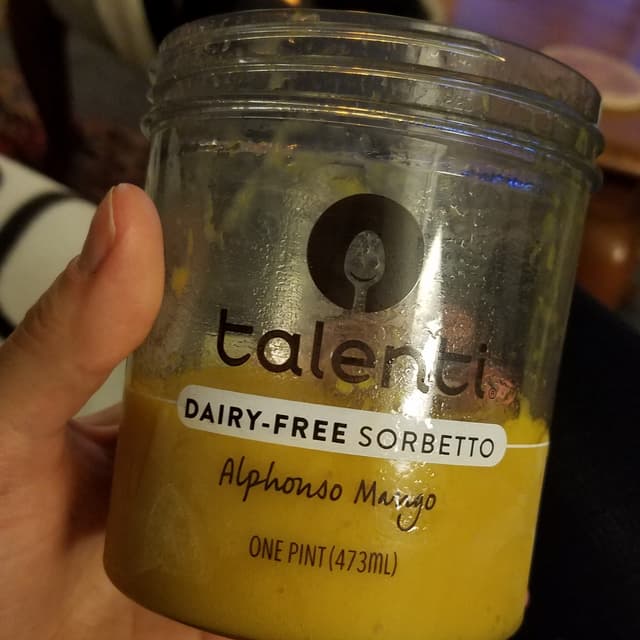 talenti
DAIRY-FREE SORBETTO
Alphonso Mango
ONE PINT (473mL)